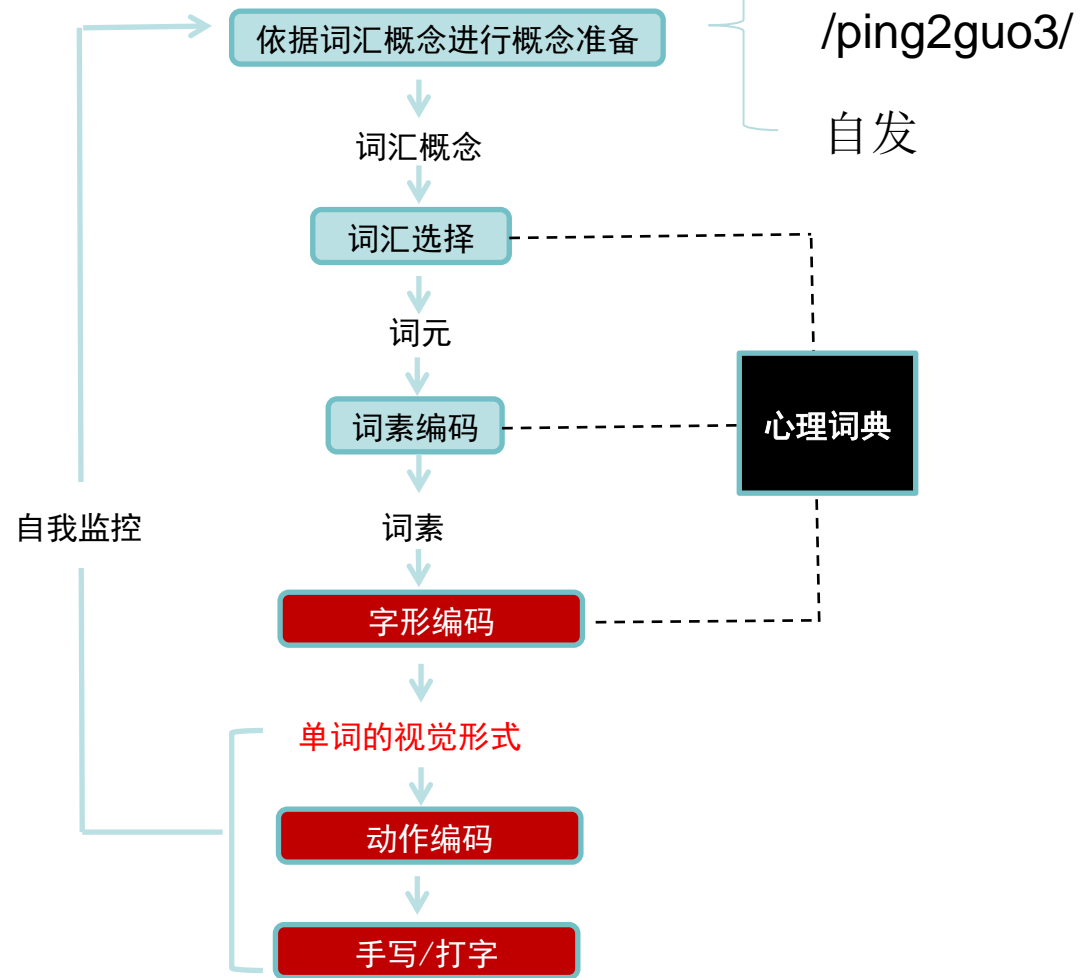 依据词汇概念进行概念准备
/ping2guo3/
自发
词汇概念
词汇选择
词元
心理词典
词素编码
自我监控
词素
字形编码
单词的视觉形式
动作编码
手写/打字